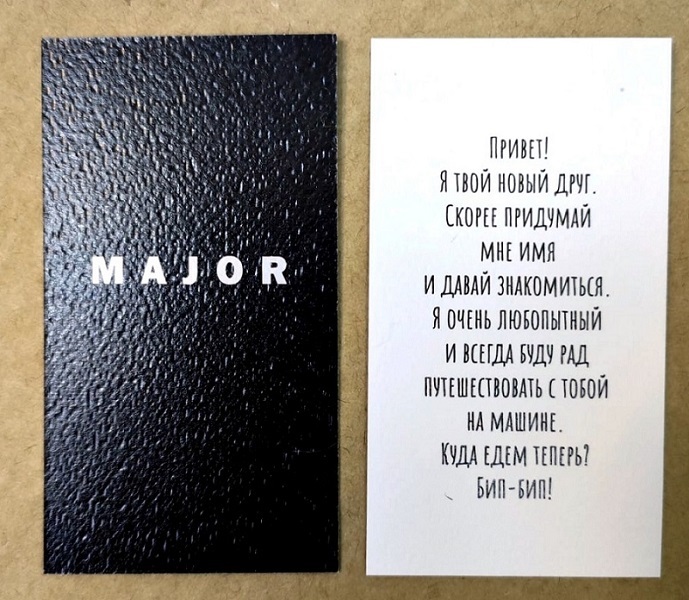 MAJOR
Привет!
Я твой новый друг.
Скорее придумай
мне имя
и давай знакомиться.
Я очень любопытный
и всегда буду рад
путешествовать с тобой
на машине.
Куда едем теперь?
Бип-бип!